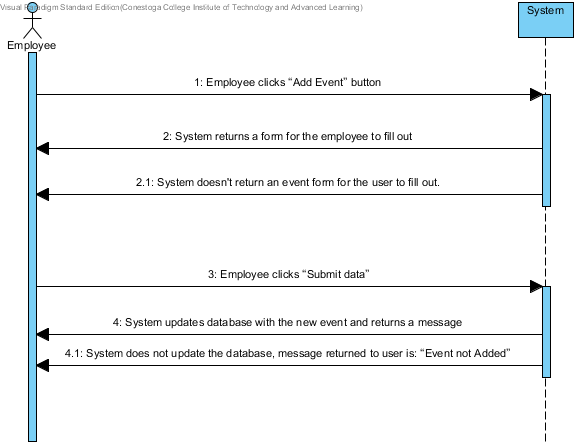 Visual Paradigm Standard Edition(Conestoga College Institute of Technology and Advanced Learning)
Employee
System
1: Employee clicks “Add Event” button
2: System returns a form for the employee to fill out
2.1: System doesn't return an event form for the user to fill out.
3: Employee clicks “Submit data”
4: System updates database with the new event and returns a message
4.1: System does not update the database, message returned to user is: “Event not Added”